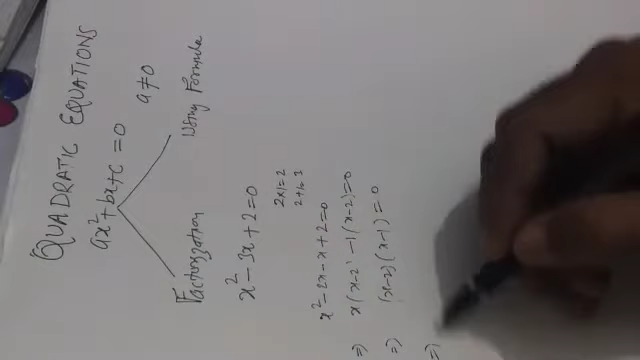 QUADRATIC EQUATIONS
ax²+bx+c=0 a≠0
Factorization Using Formula
x²-3x+2=0
2x1=2
2+1=3
x²-2x-x+2=0
⇒ x(x-2)-1(x-2)=0
⇒ (x-2)(x-1)=0
⇒